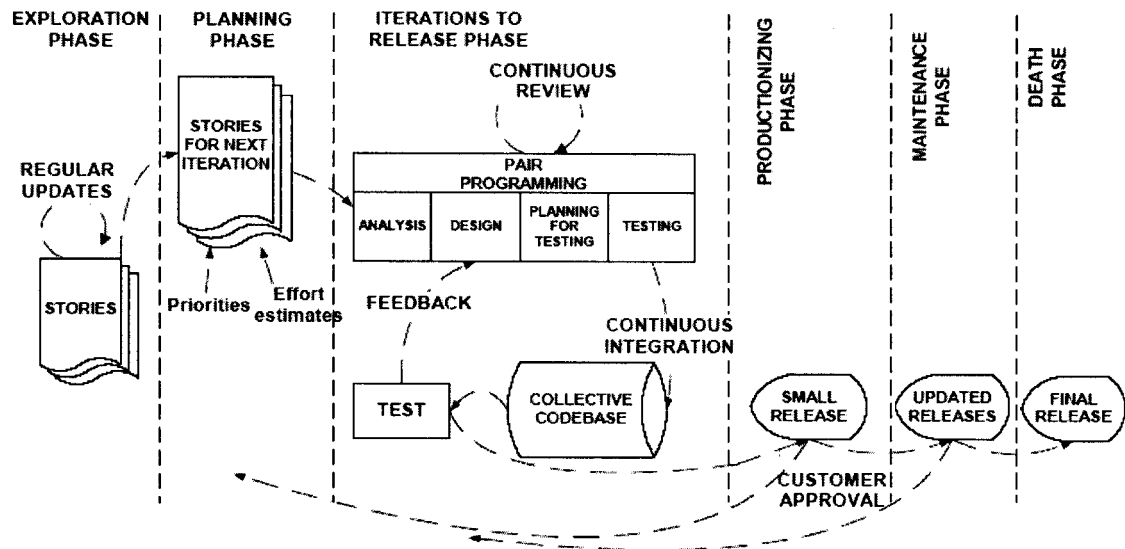 EXPLORATION
PHASE
PLANNING
PHASE
ITERATIONS TO
RELEASE PHASE
PRODUCTIONIZING
PHASE
MAINTENANCE
PHASE
DEATH
PHASE
CONTINUOUS
REVIEW
STORIES
FOR NEXT
ITERATION
REGULAR
UPDATES
PAIR
PROGRAMMING
ANALYSIS
DESIGN
PLANNING
FOR
TESTING
TESTING
STORIES
Priorities
Effort
estimates
FEEDBACK
CONTINUOUS
INTEGRATION
TEST
COLLECTIVE
CODEBASE
SMALL
RELEASE
UPDATED
RELEASES
FINAL
RELEASE
CUSTOMER
APPROVAL